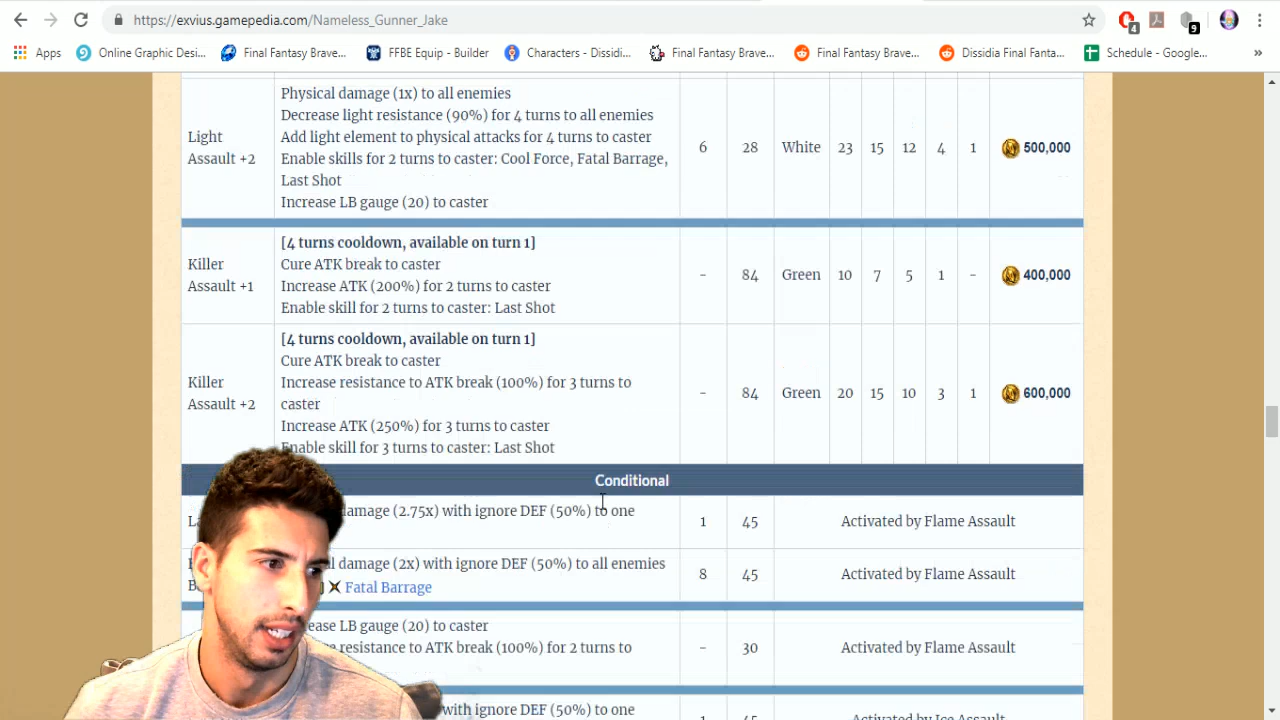 https://exvius.gamepedia.com/Nameless_Gunner_Jake
4
9
Apps Online Graphic Desi... Final Fantasy Brave... FFBE Equip - Builder Characters - Dissidi... Final Fantasy Brave... Final Fantasy Brave... Dissidia Final Fanta... Schedule - Google... »
Light Assault +2
Physical damage (1x) to all enemies
Decrease light resistance (90%) for 4 turns to all enemies
Add light element to physical attacks for 4 turns to caster
Enable skills for 2 turns to caster: Cool Force, Fatal Barrage,
Last Shot
Increase LB gauge (20) to caster
6 28 White 23 15 12 4 1 500,000
Killer Assault +1
[4 turns cooldown, available on turn 1]
Cure ATK break to caster
Increase ATK (200%) for 2 turns to caster
Enable skill for 2 turns to caster: Last Shot
- 84 Green 10 7 5 1 - 400,000
Killer Assault +2
[4 turns cooldown, available on turn 1]
Cure ATK break to caster
Increase resistance to ATK break (100%) for 3 turns to
caster
Increase ATK (250%) for 3 turns to caster
Enable skill for 3 turns to caster: Last Shot
- 84 Green 20 15 10 3 1 600,000
Conditional
damage (2.75x) with ignore DEF (50%) to one
1 45 Activated by Flame Assault
damage (2x) with ignore DEF (50%) to all enemies
Fatal Barrage
8 45 Activated by Flame Assault
LB gauge (20) to caster
resistance to ATK break (100%) for 2 turns to
- 30 Activated by Flame Assault
with ignore DEF (50%) to one
1 45 Activated by Ice Assault